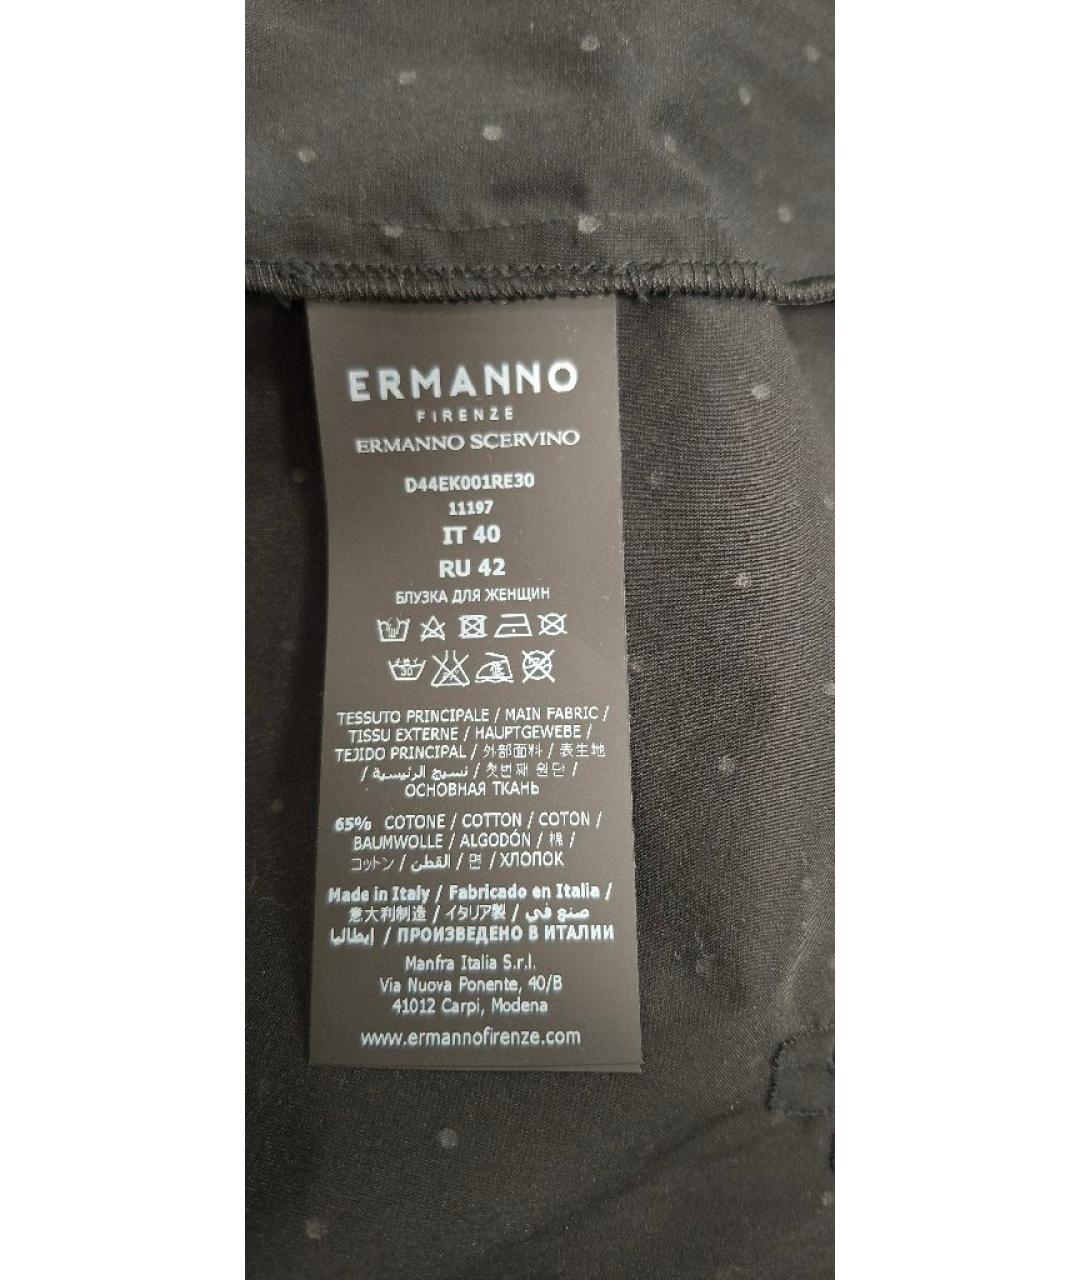 ERMANNO
FIRENZE
ERMANNO SCERVINO
D44EK001RE30
11197
IT 40
RU 42
БЛУЗКА ДЛЯ ЖЕНЩИН
30
TESSUTO PRINCIPALE / MAIN FABRIC /
TISSU EXTERNE / HAUPTGEWEBE /
TEJIDO PRINCIPAL / 外部面料 / 表生地
/ نسيج الرئيسية / 첫번째 원단 /
ОСНОВНАЯ ТКАНЬ
65% COTONE / COTTON / COTON /
BAUMWOLLE / ALGODÓN / 棉 /
コットン / القطن / 면 / ХЛОПОК
Made in Italy / Fabricado en Italia /
意大利制造 / イタリア製 / صنع في
إيطاليا / ПРОИЗВЕДЕНО В ИТАЛИИ
Manfra Italia S.r.l.
Via Nuova Ponente, 40/B
41012 Carpi, Modena
www.ermannofirenze.com